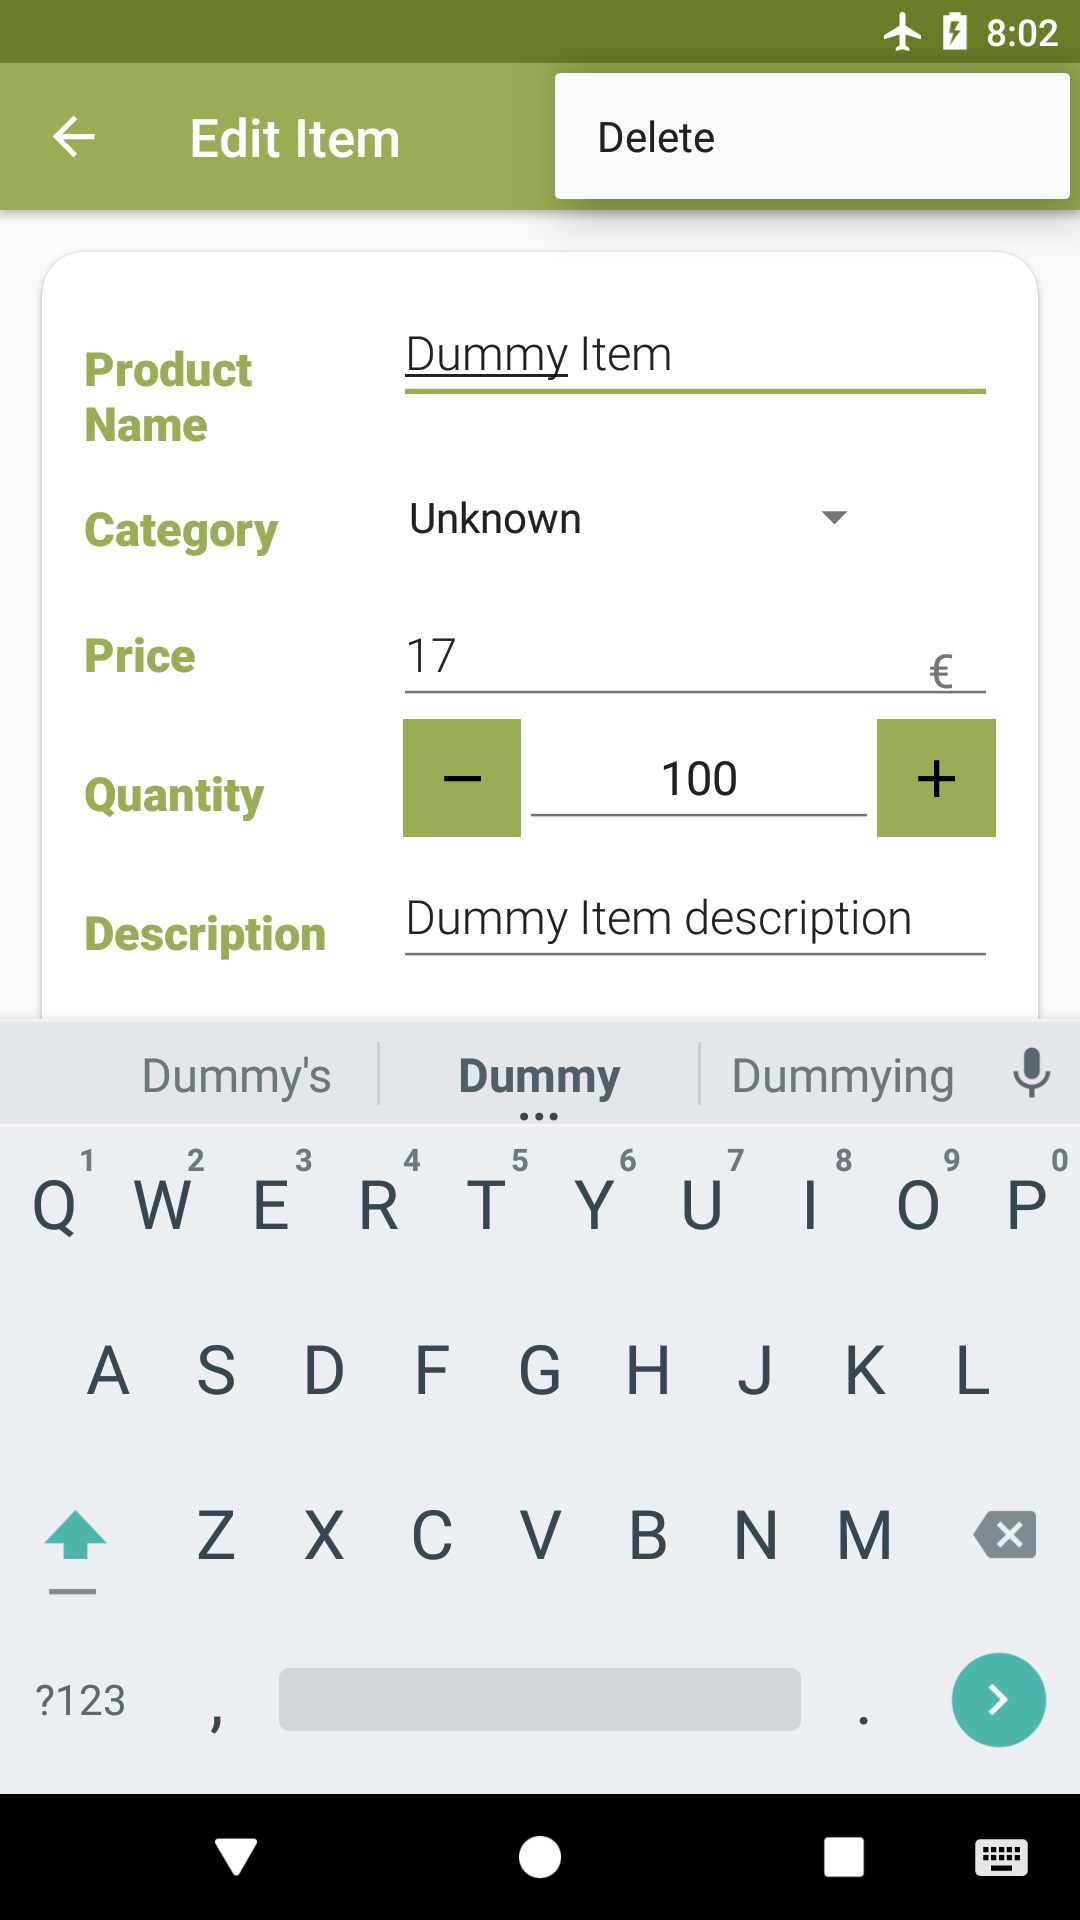 8:02
Edit Item
Delete
Product
Name
Dummy Item
Category
Unknown
Price
17
€
Quantity
100
Description
Dummy Item description
Dummy's
Dummy
Dummying
1 2 3 4 5 6 7 8 9 0
Q W E R T Y U I O P
A S D F G H J K L
Z X C V B N M
?123 , .